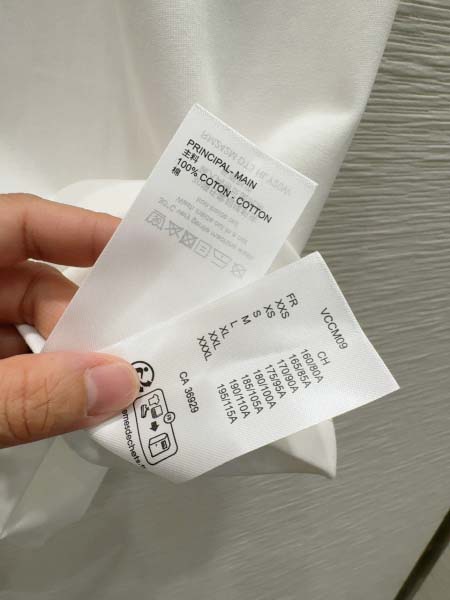 PRINCIPAL - MAIN
主料
100% COTON - COTTON
棉
VCCM09
FR CH
XXS 160/80A
XS 165/85A
S 170/90A
M 175/95A
L 180/100A
XL 185/105A
XXL 190/110A
XXXL 195/115A
CA 36929